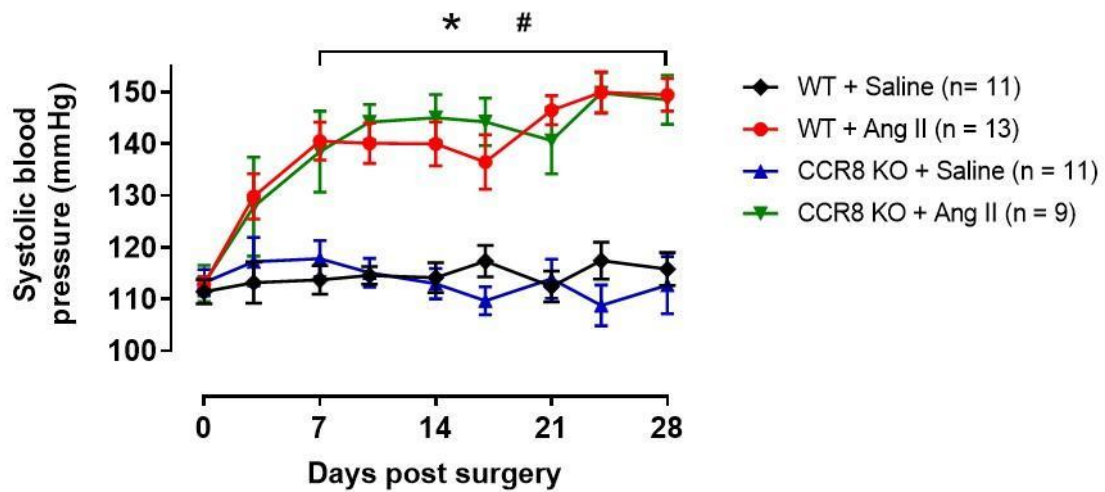 * #
Systolic blood
pressure (mmHg)
150
140
130
120
110
100
0 7 14 21 28
Days post surgery
WT + Saline (n= 11)
WT + Ang II (n = 13)
CCR8 KO + Saline (n = 11)
CCR8 KO + Ang II (n = 9)